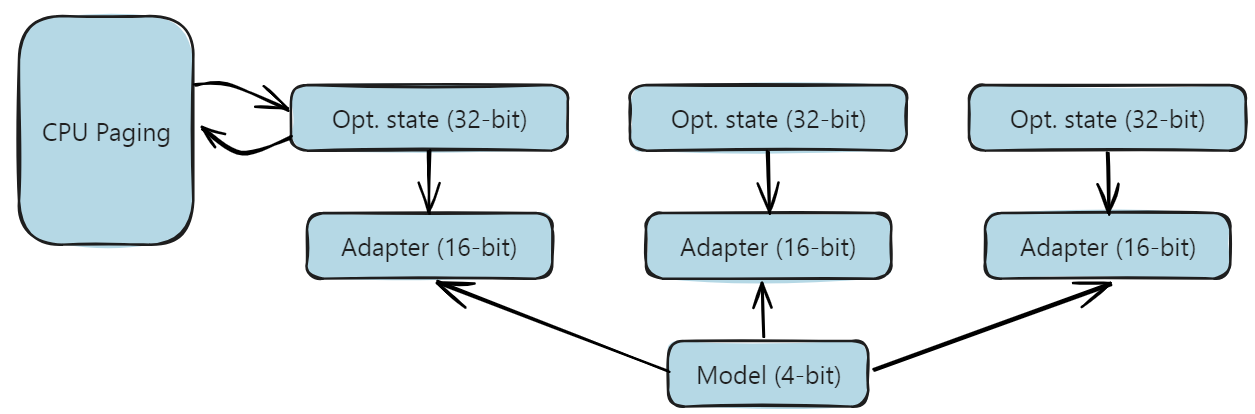 CPU Paging
Opt. state (32-bit)
Opt. state (32-bit)
Opt. state (32-bit)
Adapter (16-bit)
Adapter (16-bit)
Adapter (16-bit)
Model (4-bit)